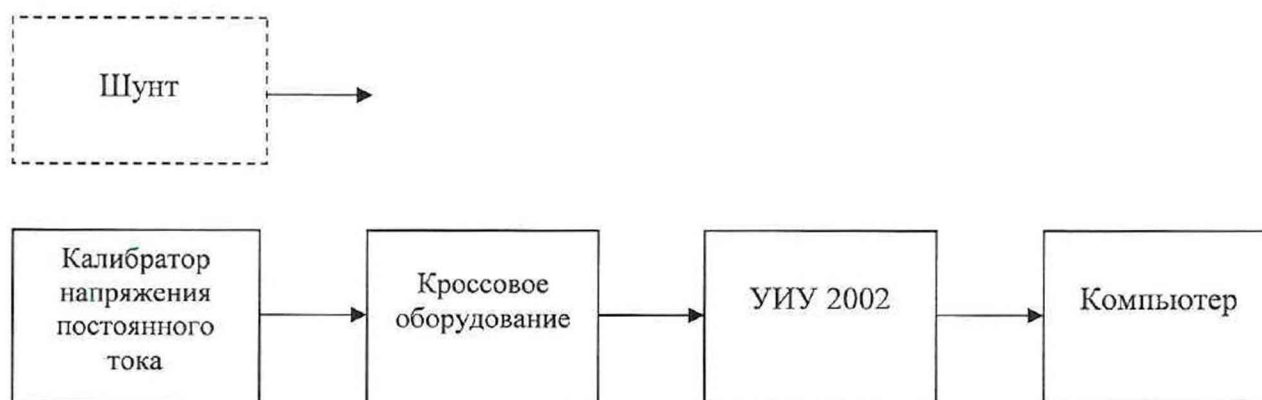 Шунт
Калибратор
напряжения
постоянного
тока
Кроссовое
оборудование
УИУ 2002
Компьютер